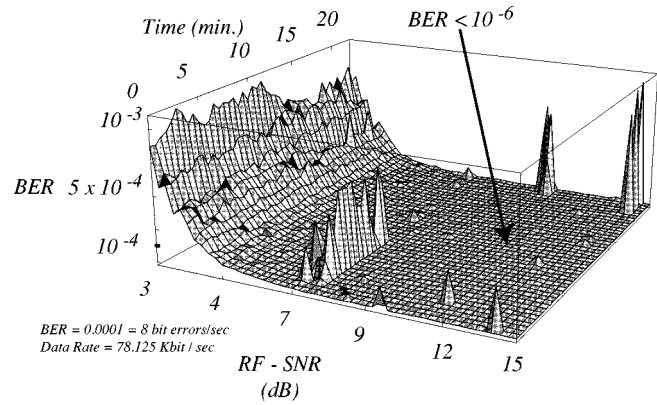 Time (min.)
0
5
10
15
20
BER < 10⁻⁶
10⁻³
BER 5 x 10⁻⁴
10⁻⁴
3
4
7
9
12
15
BER = 0.0001 = 8 bit errors/sec
Data Rate = 78.125 Kbit / sec
RF - SNR
(dB)